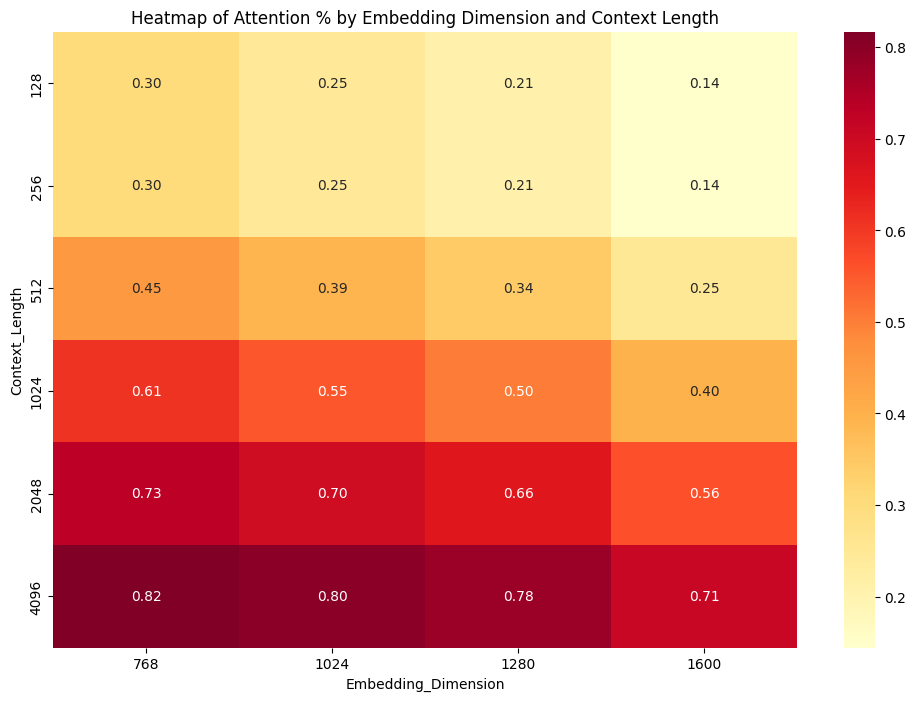 Heatmap of Attention % by Embedding Dimension and Context Length
Context_Length
128 0.30 0.25 0.21 0.14
256 0.30 0.25 0.21 0.14
512 0.45 0.39 0.34 0.25
1024 0.61 0.55 0.50 0.40
2048 0.73 0.70 0.66 0.56
4096 0.82 0.80 0.78 0.71
768 1024 1280 1600
Embedding_Dimension
0.8
0.7
0.6
0.5
0.4
0.3
0.2